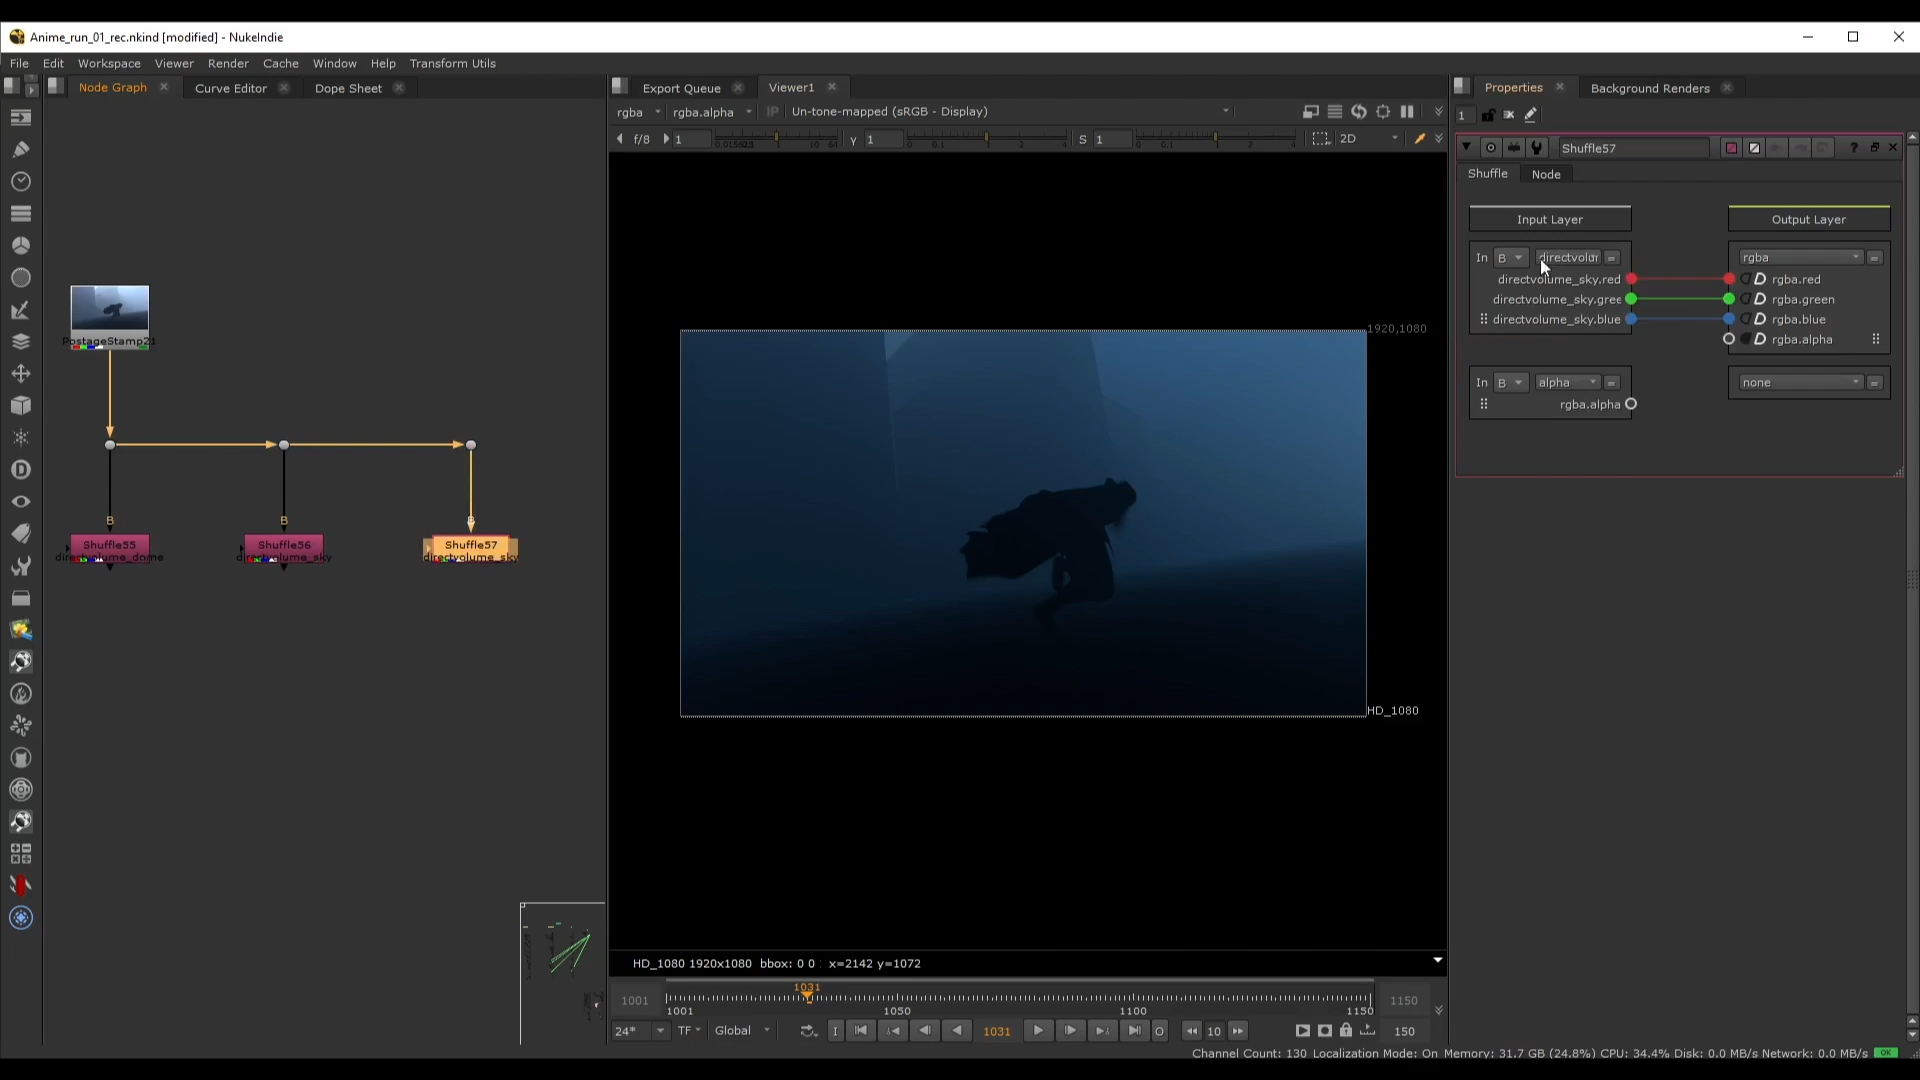 Anime_run_01_rec.nkind [modified] - NukeIndie
File Edit Workspace Viewer Render Cache Window Help Transform Utils
Node Graph Curve Editor Dope Sheet
Export Queue Viewer1
Properties Background Renders
rgba rgba.alpha IP Un-tone-mapped (sRGB - Display)
1
f/8 1 γ 1 S 1 2D
Shuffle57
Shuffle Node
Input Layer Output Layer
In B directvolur = rgba =
directvolume_sky.red rgba.red
directvolume_sky.gree rgba.green
directvolume_sky.blue rgba.blue
rgba.alpha
In B alpha = none =
rgba.alpha
PostageStamp21
B B B
Shuffle55 Shuffle56 Shuffle57
directvolume_dome directvolume_sky directvolume_sky
1920,1080
HD_1080
HD_1080 1920x1080 bbox: 0 0 : x=2142 y=1072
1031
1001 1150
1001 1050 1100 1150
24* TF Global I 1031 O 10 150
Channel Count: 130 Localization Mode: On Memory: 31.7 GB (24.8%) CPU: 34.4% Disk: 0.0 MB/s Network: 0.0 MB/s OK